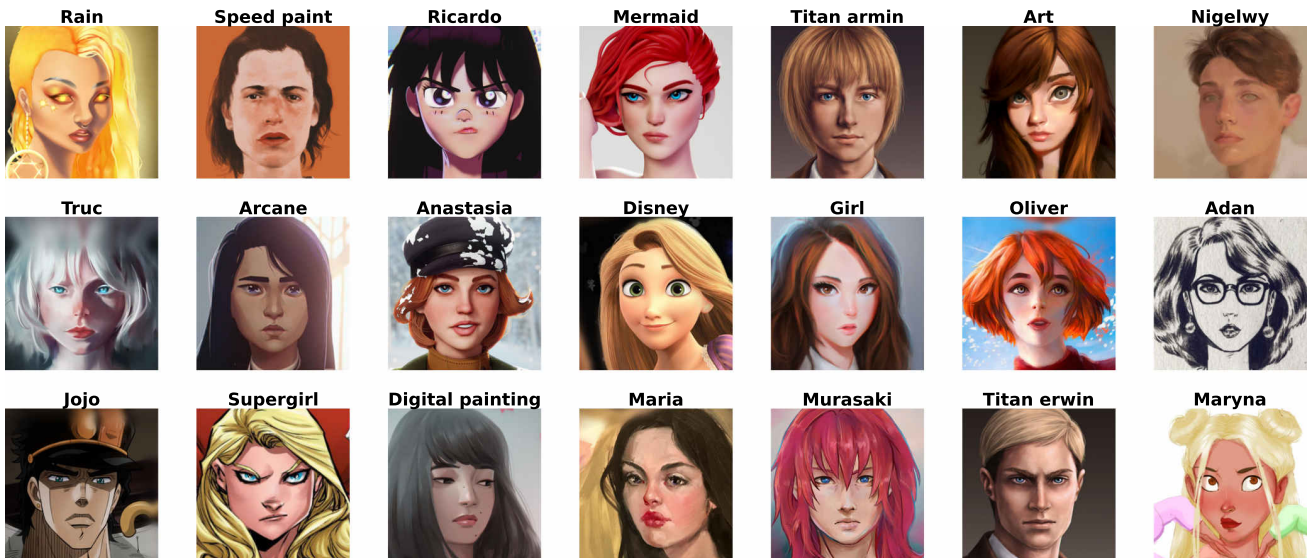 Rain Speed paint Ricardo Mermaid Titan armin Art Nigelwy
Truc Arcane Anastasia Disney Girl Oliver Adan
Jojo Supergirl Digital painting Maria Murasaki Titan erwin Maryna